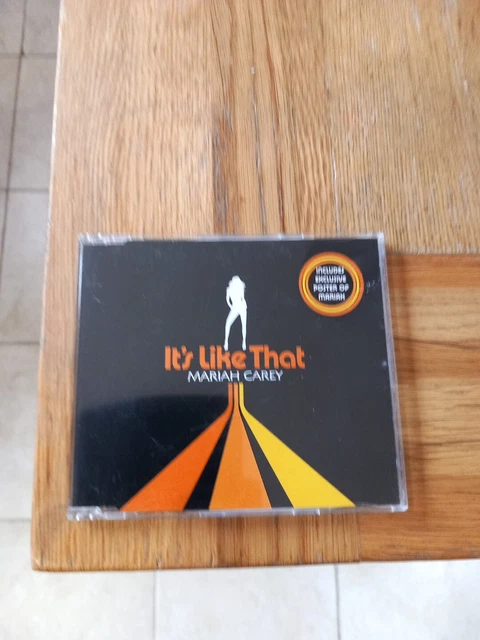 INCLUDES
EXCLUSIVE
POSTER OF
MARIAH
It's Like That
MARIAH CAREY